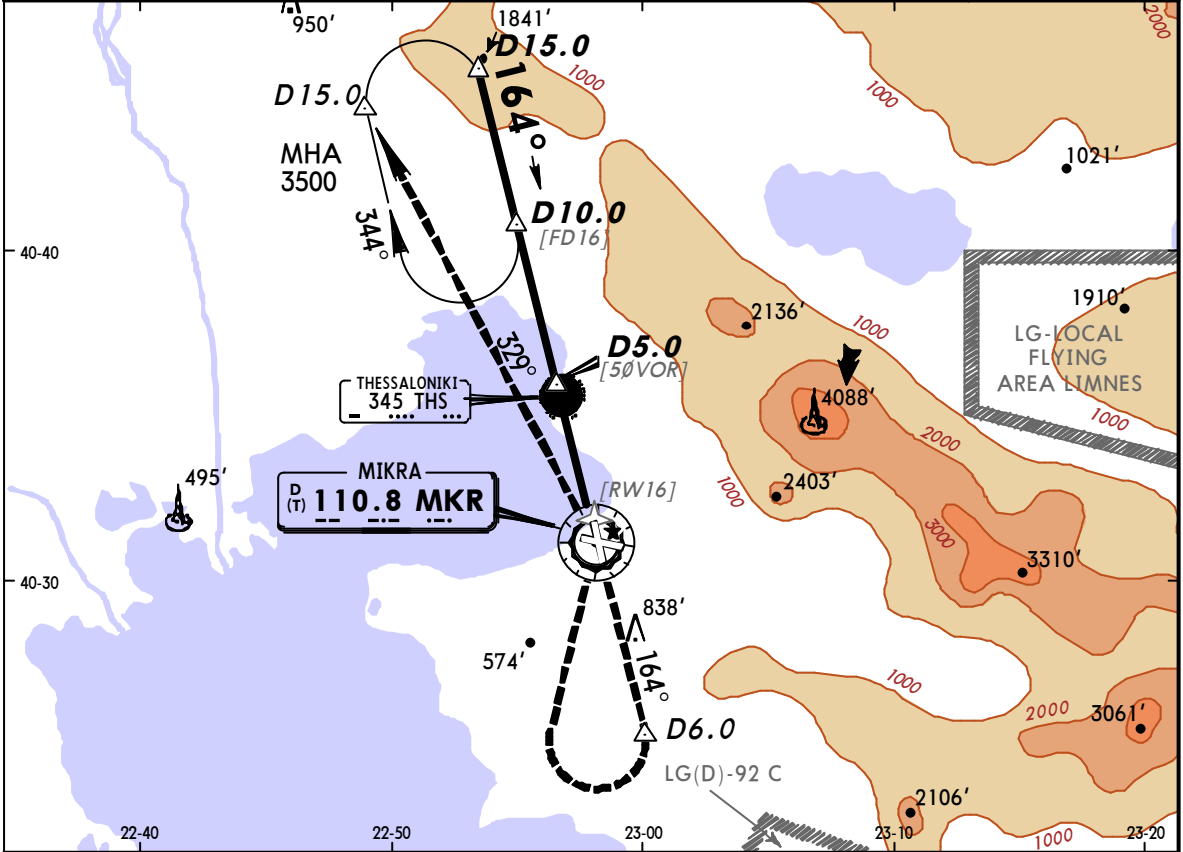 950'
1841'
D15.0
2000
1000
D15.0
164°
1000
MHA
3500
1021'
344°
D10.0
[FD16]
40-40
1910'
2136'
1000
LG-LOCAL
FLYING
AREA LIMNES
329°
D5.0
[5ØVOR]
THESSALONIKI
345 THS
4088'
1000
2000
MIKRA
D
(T) 110.8 MKR
[RW16]
495'
2403'
1000
3000
3310'
40-30
838'
574'
164°
1000
2000
3061'
D6.0
LG(D)-92 C
2106'
22-40
22-50
23-00
23-10
23-20
1000